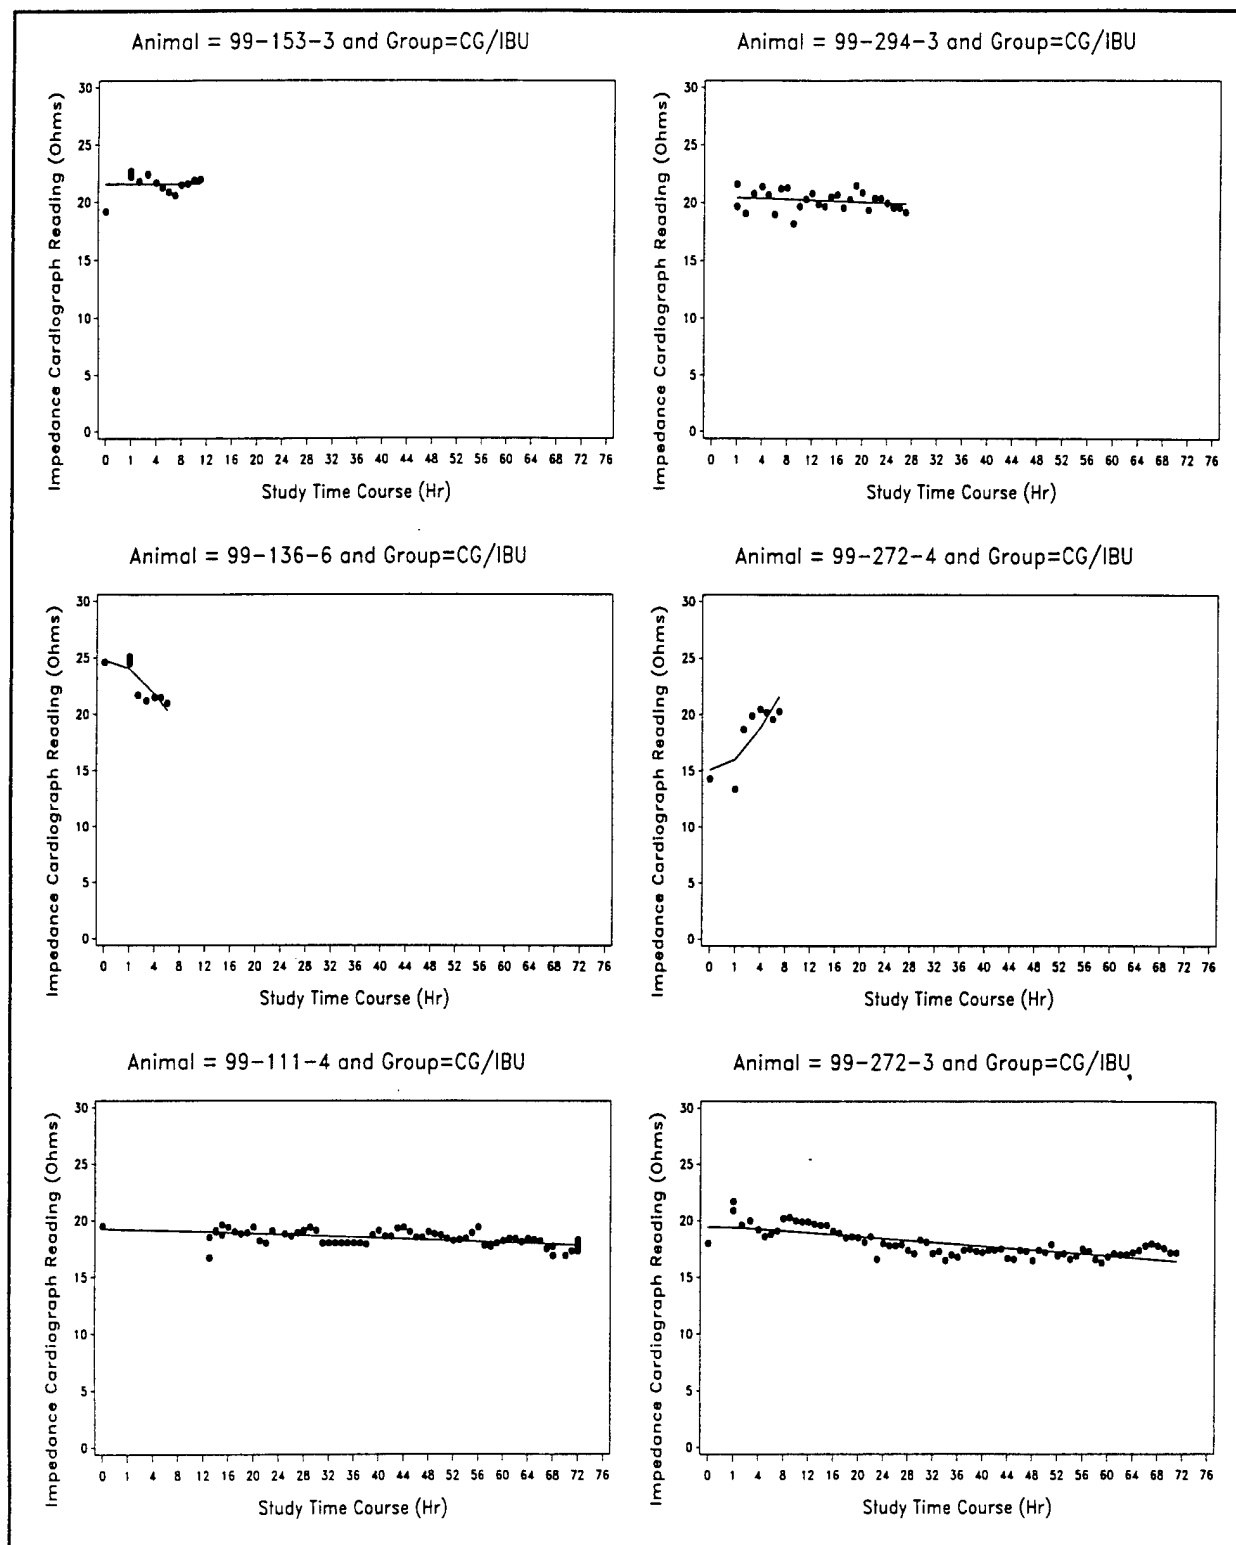 Animal = 99-153-3 and Group=CG/IBU
Impedance Cardiograph Reading (Ohms)
30
25
20
15
10
5
0
0 1 4 8 12 16 20 24 28 32 36 40 44 48 52 56 60 64 68 72 76
Study Time Course (Hr)
Animal = 99-294-3 and Group=CG/IBU
Impedance Cardiograph Reading (Ohms)
30
25
20
15
10
5
0
0 1 4 8 12 16 20 24 28 32 36 40 44 48 52 56 60 64 68 72 76
Study Time Course (Hr)
Animal = 99-136-6 and Group=CG/IBU
Impedance Cardiograph Reading (Ohms)
30
25
20
15
10
5
0
0 1 4 8 12 16 20 24 28 32 36 40 44 48 52 56 60 64 68 72 76
Study Time Course (Hr)
Animal = 99-272-4 and Group=CG/IBU
Impedance Cardiograph Reading (Ohms)
30
25
20
15
10
5
0
0 1 4 8 12 16 20 24 28 32 36 40 44 48 52 56 60 64 68 72 76
Study Time Course (Hr)
Animal = 99-111-4 and Group=CG/IBU
Impedance Cardiograph Reading (Ohms)
30
25
20
15
10
5
0
0 1 4 8 12 16 20 24 28 32 36 40 44 48 52 56 60 64 68 72 76
Study Time Course (Hr)
Animal = 99-272-3 and Group=CG/IBU
Impedance Cardiograph Reading (Ohms)
30
25
20
15
10
5
0
0 1 4 8 12 16 20 24 28 32 36 40 44 48 52 56 60 64 68 72 76
Study Time Course (Hr)